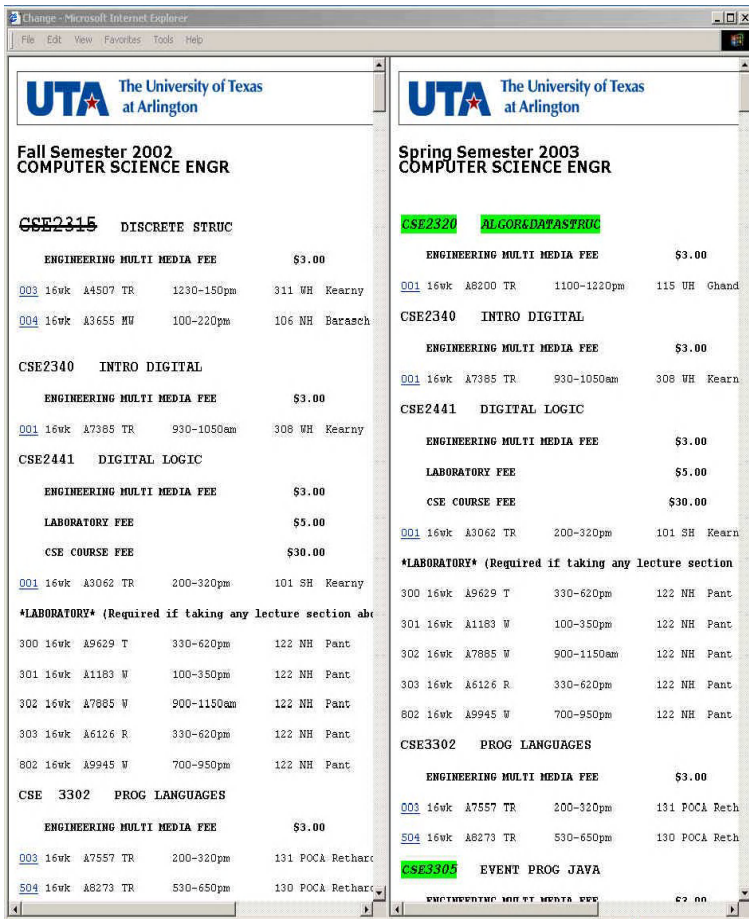 Change - Microsoft Internet Explorer
File Edit View Favorites Tools Help
UTA The University of Texas
at Arlington
Fall Semester 2002
COMPUTER SCIENCE ENGR
CSE2315 DISCRETE STRUC
ENGINEERING MULTI MEDIA FEE $3.00
003 16wk A4507 TR 1230-150pm 311 WH Kearny
004 16wk A3655 MW 100-220pm 106 NH Barasch
CSE2340 INTRO DIGITAL
ENGINEERING MULTI MEDIA FEE $3.00
001 16wk A7385 TR 930-1050am 308 WH Kearny
CSE2441 DIGITAL LOGIC
ENGINEERING MULTI MEDIA FEE $3.00
LABORATORY FEE $5.00
CSE COURSE FEE $30.00
001 16wk A3062 TR 200-320pm 101 SH Kearny
*LABORATORY* (Required if taking any lecture section abo
300 16wk A9629 T 330-620pm 122 NH Pant
301 16wk A1183 W 100-350pm 122 NH Pant
302 16wk A7885 W 900-1150am 122 NH Pant
303 16wk A6126 R 330-620pm 122 NH Pant
802 16wk A9945 W 700-950pm 122 NH Pant
CSE 3302 PROG LANGUAGES
ENGINEERING MULTI MEDIA FEE $3.00
003 16wk A7557 TR 200-320pm 131 POCA Retharc
504 16wk A8273 TR 530-650pm 130 POCA Retharc
UTA The University of Texas
at Arlington
Spring Semester 2003
COMPUTER SCIENCE ENGR
CSE2320 ALGOR&DATASTRUC
ENGINEERING MULTI MEDIA FEE $3.00
001 16wk A8200 TR 1100-1220pm 115 UH Ghand
CSE2340 INTRO DIGITAL
ENGINEERING MULTI MEDIA FEE $3.00
001 16wk A7385 TR 930-1050am 308 WH Kearn
CSE2441 DIGITAL LOGIC
ENGINEERING MULTI MEDIA FEE $3.00
LABORATORY FEE $5.00
CSE COURSE FEE $30.00
001 16wk A3062 TR 200-320pm 101 SH Kearn
*LABORATORY* (Required if taking any lecture section
300 16wk A9629 T 330-620pm 122 NH Pant
301 16wk A1183 W 100-350pm 122 NH Pant
302 16wk A7885 W 900-1150am 122 NH Pant
303 16wk A6126 R 330-620pm 122 NH Pant
802 16wk A9945 W 700-950pm 122 NH Pant
CSE3302 PROG LANGUAGES
ENGINEERING MULTI MEDIA FEE $3.00
003 16wk A7557 TR 200-320pm 131 POCA Reth
504 16wk A8273 TR 530-650pm 130 POCA Reth
CSE3305 EVENT PROG JAVA
ENGINEERING MULTI MEDIA FEE $3.00